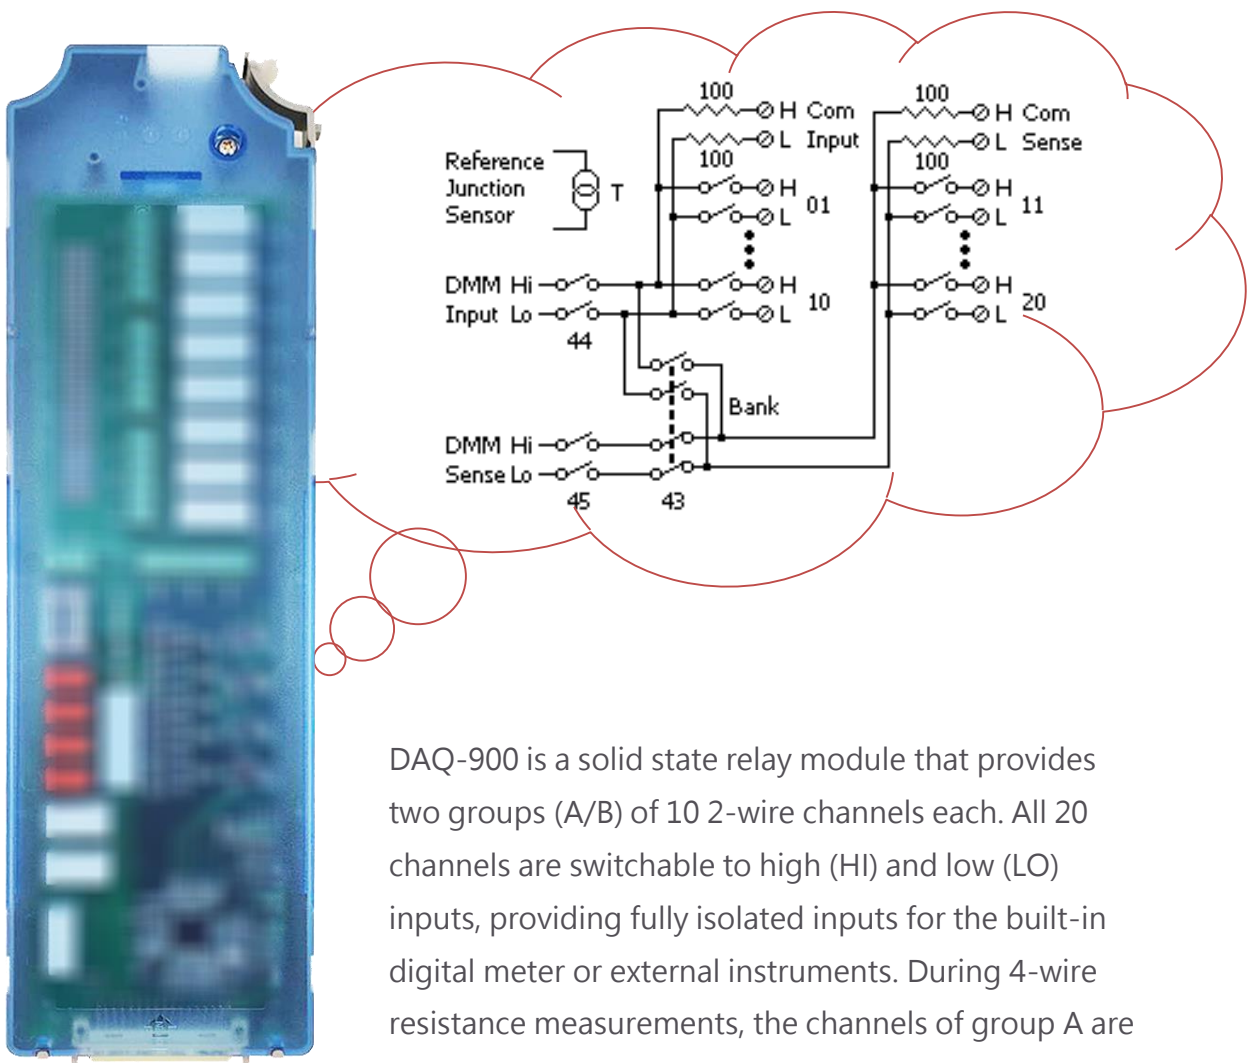 100
H Com
L Input
100
H
01
L
H
10
L
100
H Com
L Sense
100
H
11
L
H
20
L
Reference
Junction
Sensor
T
DMM Hi
Input Lo
44
Bank
DMM Hi
Sense Lo
45
43
DAQ-900 is a solid state relay module that provides
two groups (A/B) of 10 2-wire channels each. All 20
channels are switchable to high (HI) and low (LO)
inputs, providing fully isolated inputs for the built-in
digital meter or external instruments. During 4-wire
resistance measurements, the channels of group A are